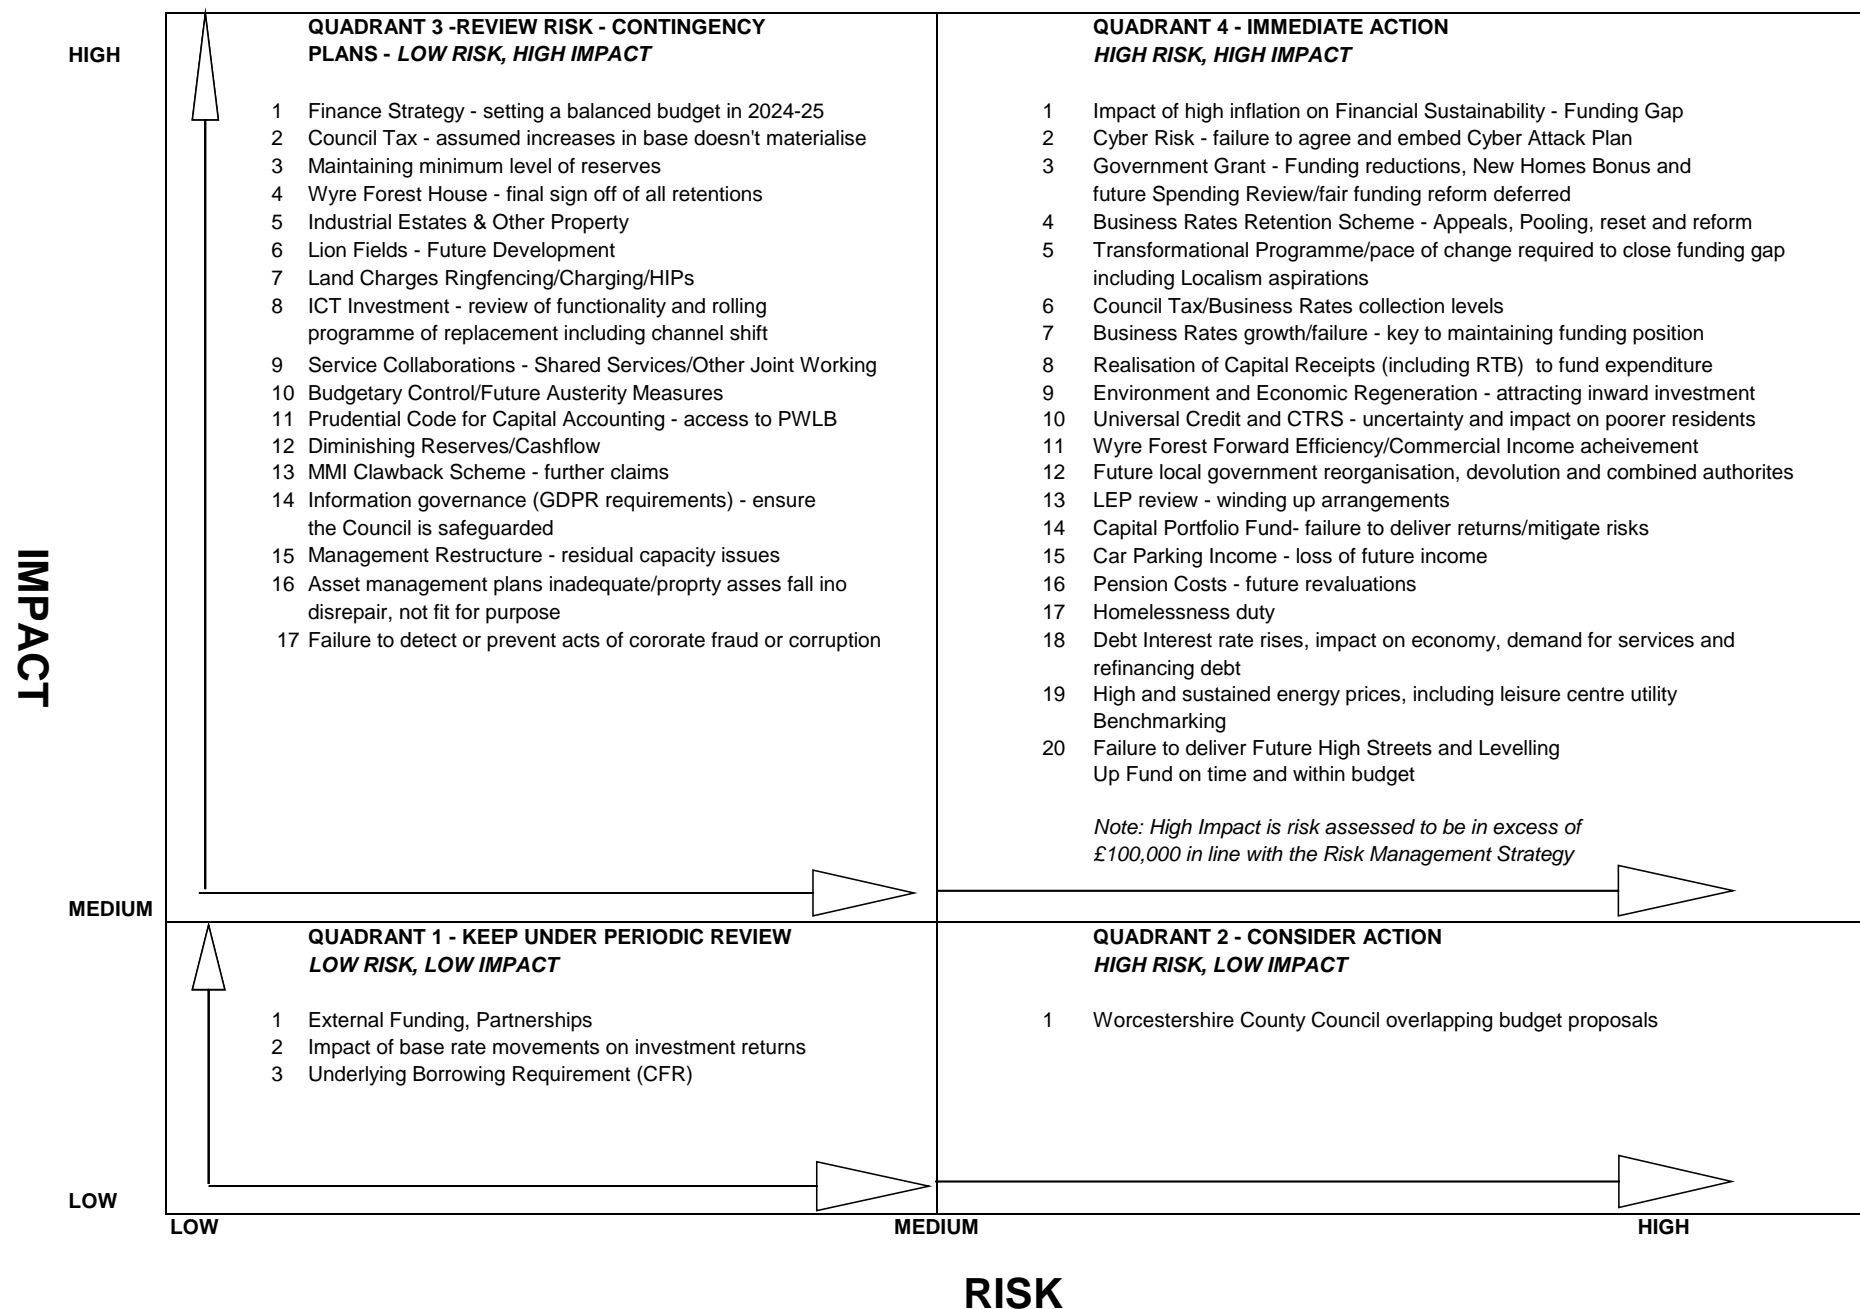 HIGH
QUADRANT 3 -REVIEW RISK - CONTINGENCY
PLANS - LOW RISK, HIGH IMPACT
1 Finance Strategy - setting a balanced budget in 2024-25
2 Council Tax - assumed increases in base doesn't materialise
3 Maintaining minimum level of reserves
4 Wyre Forest House - final sign off of all retentions
5 Industrial Estates & Other Property
6 Lion Fields - Future Development
7 Land Charges Ringfencing/Charging/HIPs
8 ICT Investment - review of functionality and rolling
programme of replacement including channel shift
9 Service Collaborations - Shared Services/Other Joint Working
10 Budgetary Control/Future Austerity Measures
11 Prudential Code for Capital Accounting - access to PWLB
12 Diminishing Reserves/Cashflow
13 MMI Clawback Scheme - further claims
14 Information governance (GDPR requirements) - ensure
the Council is safeguarded
15 Management Restructure - residual capacity issues
16 Asset management plans inadequate/proprty asses fall ino
disrepair, not fit for purpose
17 Failure to detect or prevent acts of cororate fraud or corruption
QUADRANT 4 - IMMEDIATE ACTION
HIGH RISK, HIGH IMPACT
1 Impact of high inflation on Financial Sustainability - Funding Gap
2 Cyber Risk - failure to agree and embed Cyber Attack Plan
3 Government Grant - Funding reductions, New Homes Bonus and
future Spending Review/fair funding reform deferred
4 Business Rates Retention Scheme - Appeals, Pooling, reset and reform
5 Transformational Programme/pace of change required to close funding gap
including Localism aspirations
6 Council Tax/Business Rates collection levels
7 Business Rates growth/failure - key to maintaining funding position
8 Realisation of Capital Receipts (including RTB) to fund expenditure
9 Environment and Economic Regeneration - attracting inward investment
10 Universal Credit and CTRS - uncertainty and impact on poorer residents
11 Wyre Forest Forward Efficiency/Commercial Income acheivement
12 Future local government reorganisation, devolution and combined authorites
13 LEP review - winding up arrangements
14 Capital Portfolio Fund- failure to deliver returns/mitigate risks
15 Car Parking Income - loss of future income
16 Pension Costs - future revaluations
17 Homelessness duty
18 Debt Interest rate rises, impact on economy, demand for services and
refinancing debt
19 High and sustained energy prices, including leisure centre utility
Benchmarking
20 Failure to deliver Future High Streets and Levelling
Up Fund on time and within budget
Note: High Impact is risk assessed to be in excess of
£100,000 in line with the Risk Management Strategy
IMPACT
MEDIUM
QUADRANT 1 - KEEP UNDER PERIODIC REVIEW
LOW RISK, LOW IMPACT
1 External Funding, Partnerships
2 Impact of base rate movements on investment returns
3 Underlying Borrowing Requirement (CFR)
QUADRANT 2 - CONSIDER ACTION
HIGH RISK, LOW IMPACT
1 Worcestershire County Council overlapping budget proposals
LOW
LOW
MEDIUM
HIGH
RISK